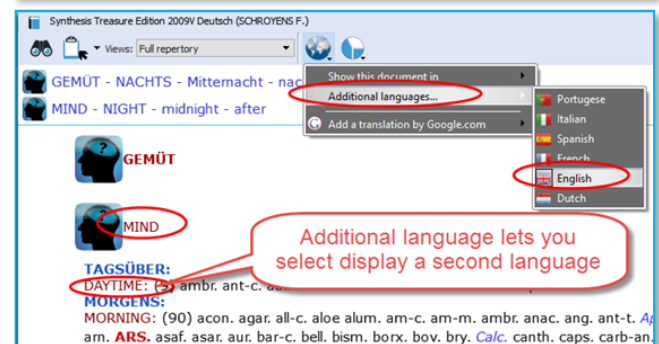 Synthesis Treasure Edition 2009V Deutsch (SCHROYENS F.)
Views: Full repertory
GEMÜT - NACHTS - Mitternacht - nac
MIND - NIGHT - midnight - after
Show this document in
Additional languages...
Add a translation by Google.com
Portugese
Italian
Spanish
French
English
Dutch
GEMÜT
MIND
Additional language lets you
select display a second language
TAGSÜBER:
DAYTIME: ambr. ant-c.
MORGENS:
MORNING: (90) acon. agar. all-c. aloe alum. am-c. am-m. ambr. anac. ang. ant-t.
arn. ARS. asaf. asar. aur. bar-c. bell. bism. borx. bov. bry. Calc. canth. caps. carb-an.